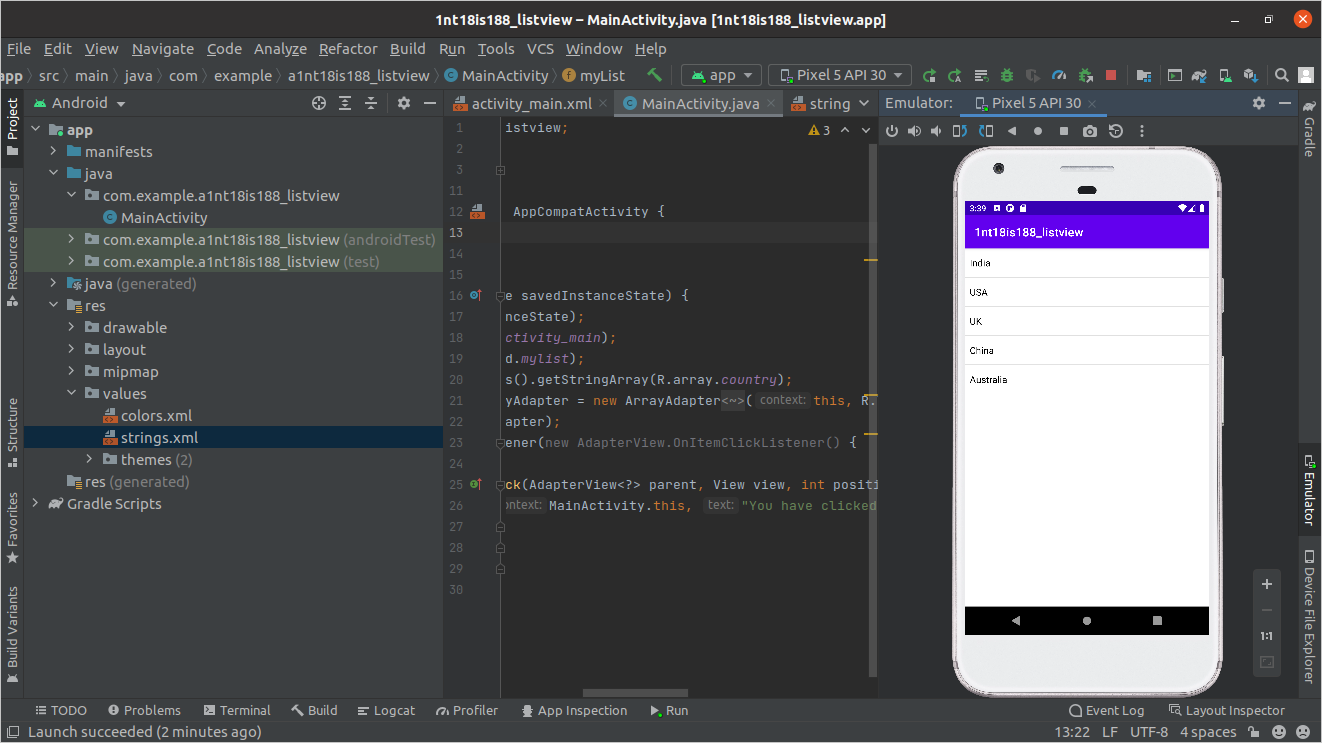 1nt18is188_listview – MainActivity.java [1nt18is188_listview.app]
File Edit View Navigate Code Analyze Refactor Build Run Tools VCS Window Help
app src main java com example a1nt18is188_listview MainActivity myList app Pixel 5 API 30
Project
Resource Manager
Structure
Favorites
Build Variants
Android
app
manifests
java
com.example.a1nt18is188_listview
MainActivity
com.example.a1nt18is188_listview (androidTest)
com.example.a1nt18is188_listview (test)
java (generated)
res
drawable
layout
mipmap
values
colors.xml
strings.xml
themes (2)
res (generated)
Gradle Scripts
activity_main.xml MainActivity.java string
3
1 istview;
2
3
11
12 AppCompatActivity {
13
14
15
16 e savedInstanceState) {
17 nceState);
18 ctivity_main);
19 d.mylist);
20 s().getStringArray(R.array.country);
21 yAdapter = new ArrayAdapter<~>( context: this, R.
22 apter);
23 ener(new AdapterView.OnItemClickListener() {
24
25 ck(AdapterView<?> parent, View view, int positi
26 ontext: MainActivity.this, text: "You have clicked
27
28
29
30
Emulator: Pixel 5 API 30
3:39
1nt18is188_listview
India
USA
UK
China
Australia
1:1
Gradle
Emulator
Device File Explorer
TODO Problems Terminal Build Logcat Profiler App Inspection Run Event Log Layout Inspector
Launch succeeded (2 minutes ago) 13:22 LF UTF-8 4 spaces